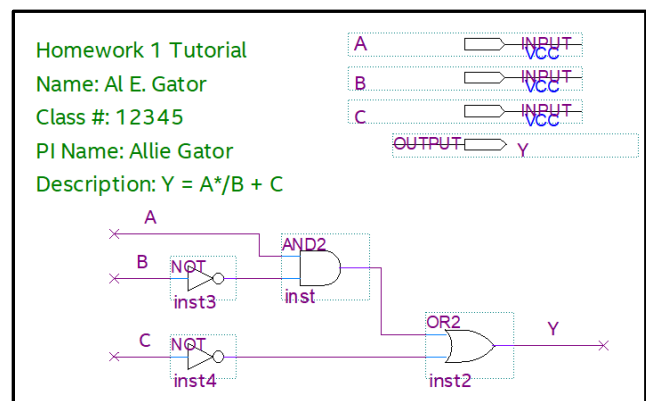 Homework 1 Tutorial
Name: Al E. Gator
Class #: 12345
PI Name: Allie Gator
Description: Y = A*/B + C
A INPUT
VCC
B INPUT
VCC
C INPUT
VCC
OUTPUT Y
A
B NOT
inst3
AND2
inst
C NOT
inst4
OR2
inst2
Y